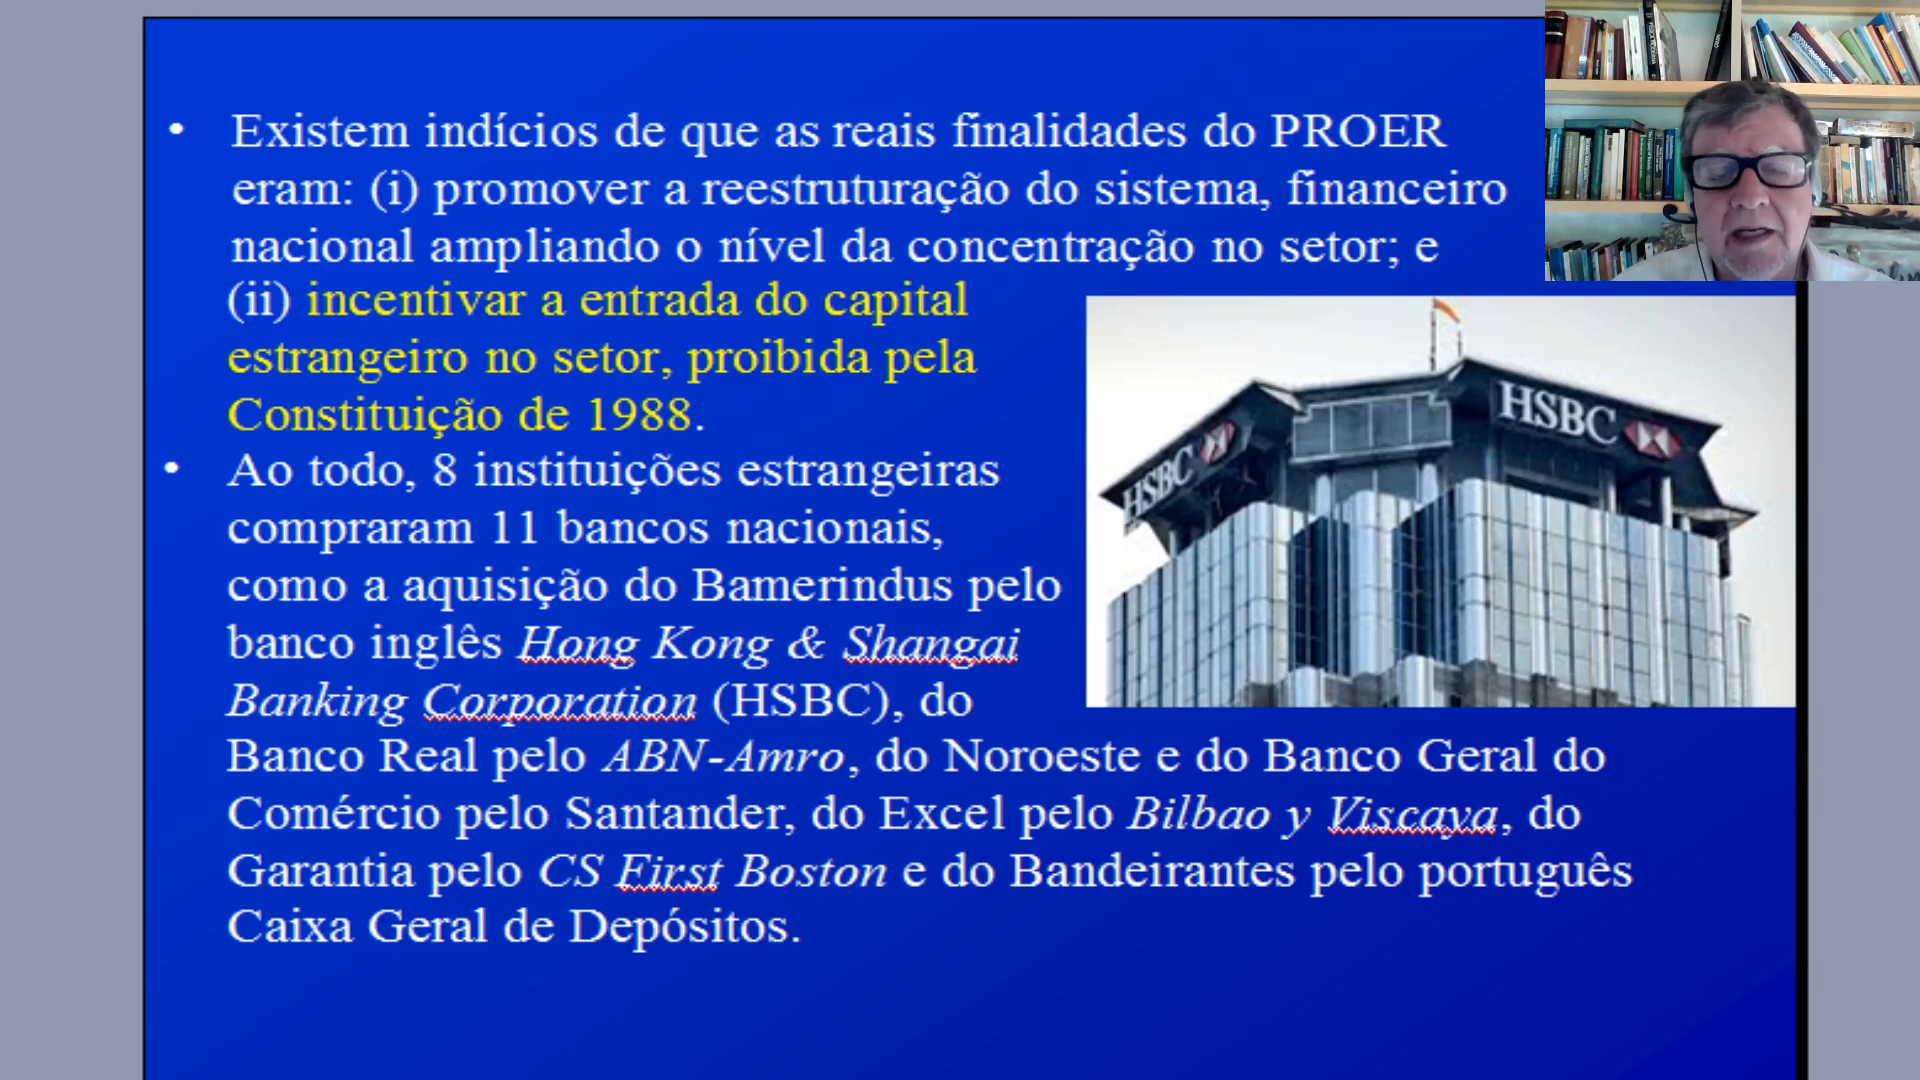 • Existem indícios de que as reais finalidades do PROER
eram: (i) promover a reestruturação do sistema, financeiro
nacional ampliando o nível da concentração no setor; e
(ii) incentivar a entrada do capital
estrangeiro no setor, proibida pela
Constituição de 1988.
• Ao todo, 8 instituições estrangeiras
compraram 11 bancos nacionais,
como a aquisição do Bamerindus pelo
banco inglês Hong Kong & Shangai
Banking Corporation (HSBC), do
Banco Real pelo ABN-Amro, do Noroeste e do Banco Geral do
Comércio pelo Santander, do Excel pelo Bilbao y Viscaya, do
Garantia pelo CS First Boston e do Bandeirantes pelo português
Caixa Geral de Depósitos.
HSBC
HSBC